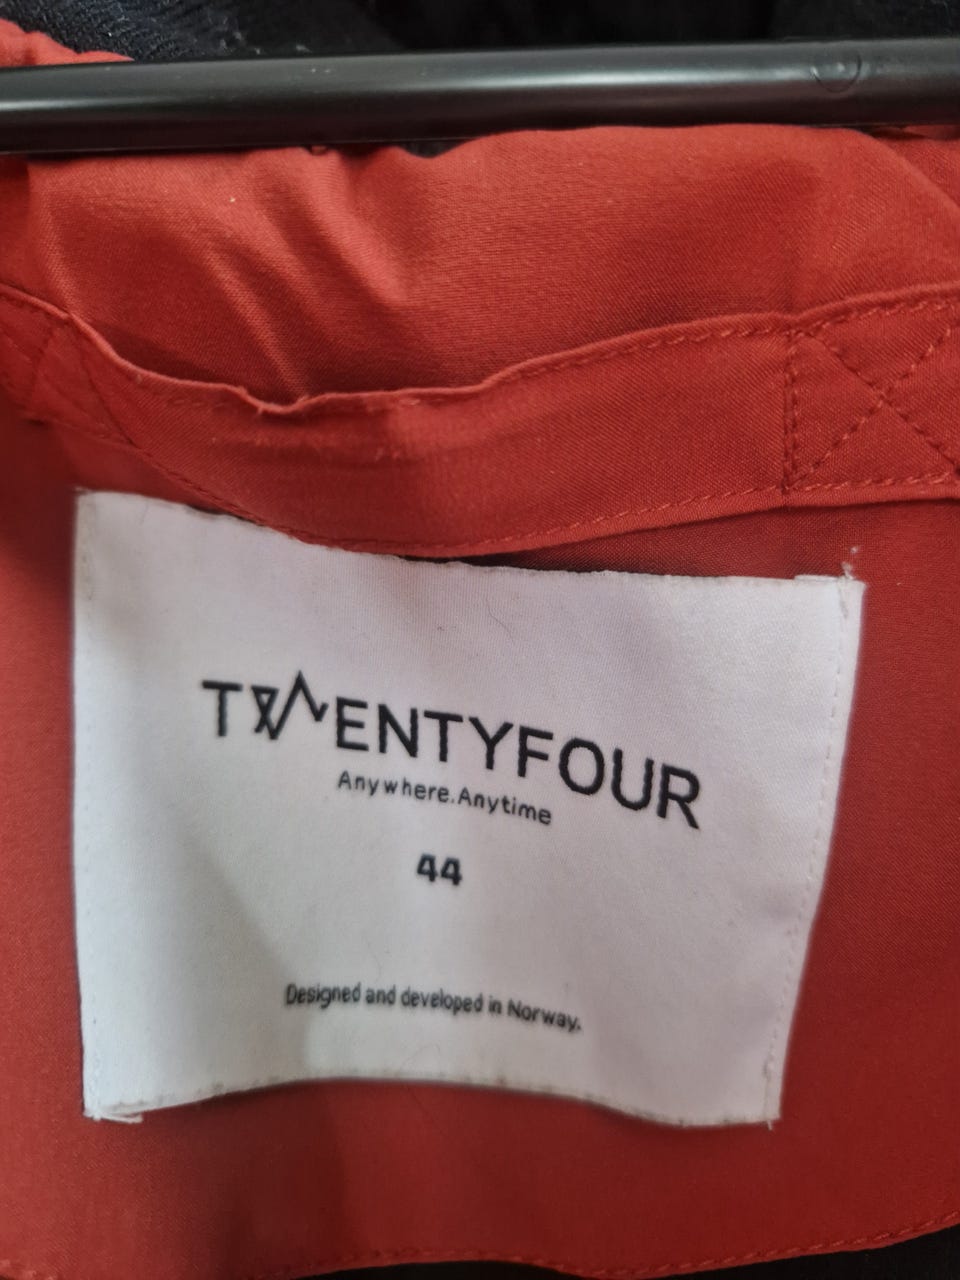 TWENTYFOUR
Anywhere.Anytime
44
Designed and developed in Norway.